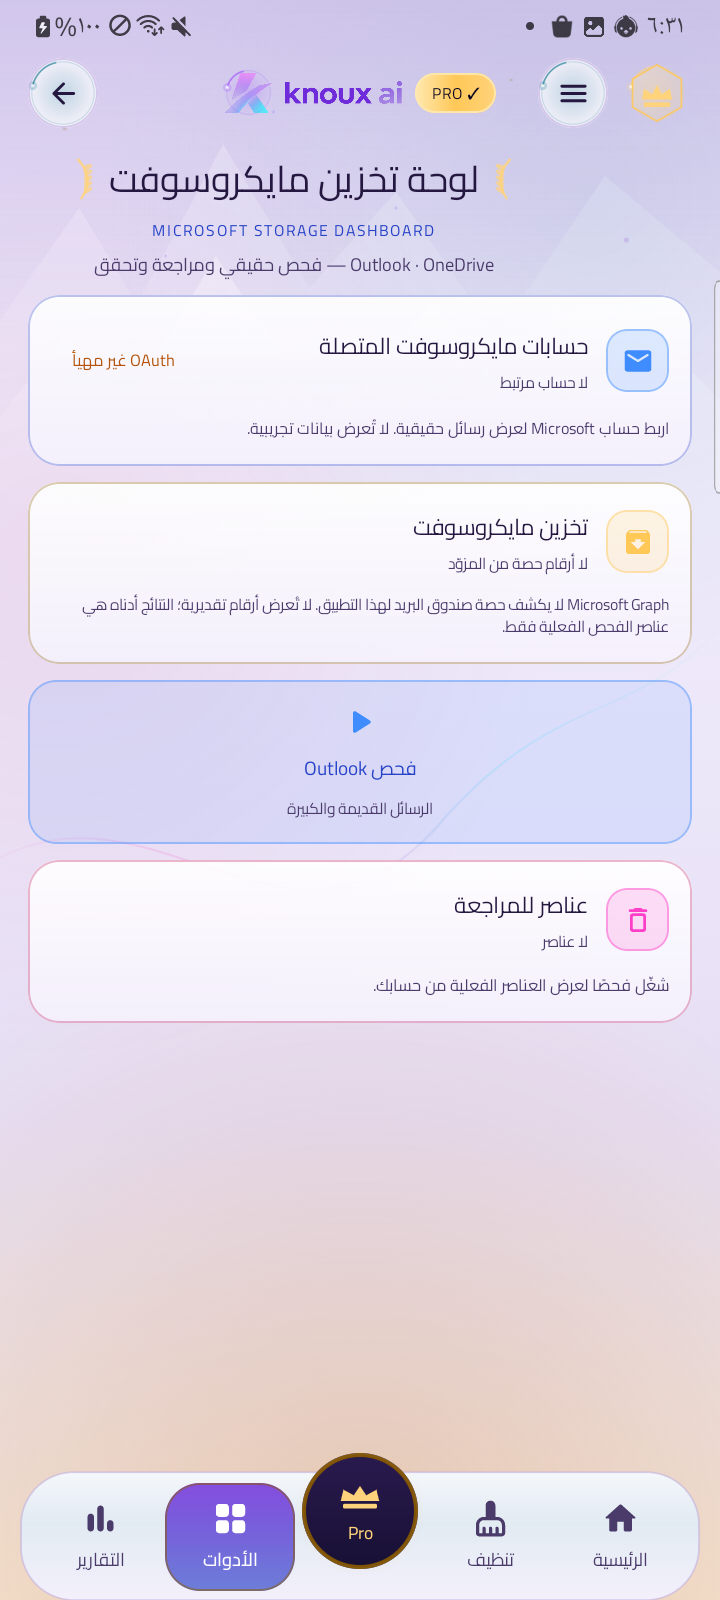 ٪١٠٠
٦:٣١
knoux ai
PRO ✓
لوحة تخزين مايكروسوفت
MICROSOFT STORAGE DASHBOARD
Outlook · OneDrive — فحص حقيقي ومراجعة وتحقق
حسابات مايكروسوفت المتصلة
OAuth غير مهيأ
لا حساب مرتبط
اربط حساب Microsoft لعرض رسائل حقيقية. لا تُعرض بيانات تجريبية.
تخزين مايكروسوفت
لا أرقام حصة من المزوّد
Microsoft Graph لا يكشف حصة صندوق البريد لهذا التطبيق. لا تُعرض أرقام تقديرية؛ النتائج أدناه هي
عناصر الفحص الفعلية فقط.
فحص Outlook
الرسائل القديمة والكبيرة
عناصر للمراجعة
لا عناصر
شغّل فحصًا لعرض العناصر الفعلية من حسابك.
الرئيسية
تنظيف
Pro
الأدوات
التقارير